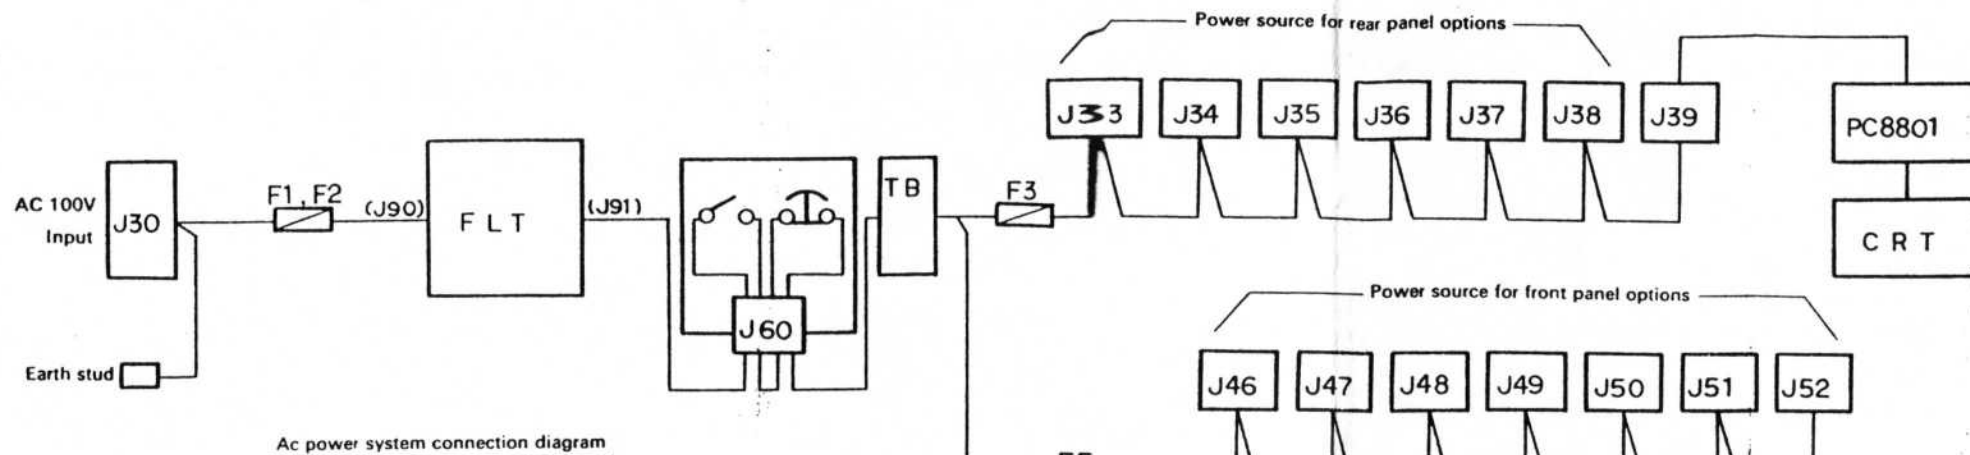 Power source for rear panel options
J33 J34 J35 J36 J37 J38 J39
PC8801
AC 100V
Input
J30
F1, F2
(J90)
FLT
(J91)
TB
F3
CRT
J60
Power source for front panel options
Earth stud
J46 J47 J48 J49 J50 J51 J52
Ac power system connection diagram